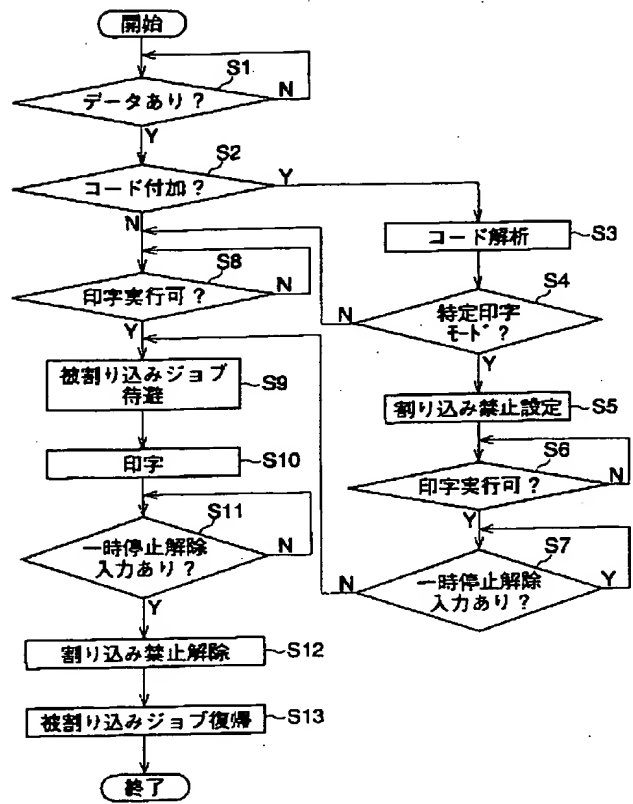 開始
S1
データあり?
N
Y
S2
コード付加?
Y
N
コード解析
S3
S8
印字実行可?
N
Y
S4
特定印字
モード?
N
Y
被割り込みジョブ
待避
S9
割り込み禁止設定
S5
印字
S10
S6
印字実行可?
N
Y
S11
一時停止解除
入力あり?
N
Y
S7
一時停止解除
入力あり?
N
Y
割り込み禁止解除
S12
被割り込みジョブ復帰
S13
終了